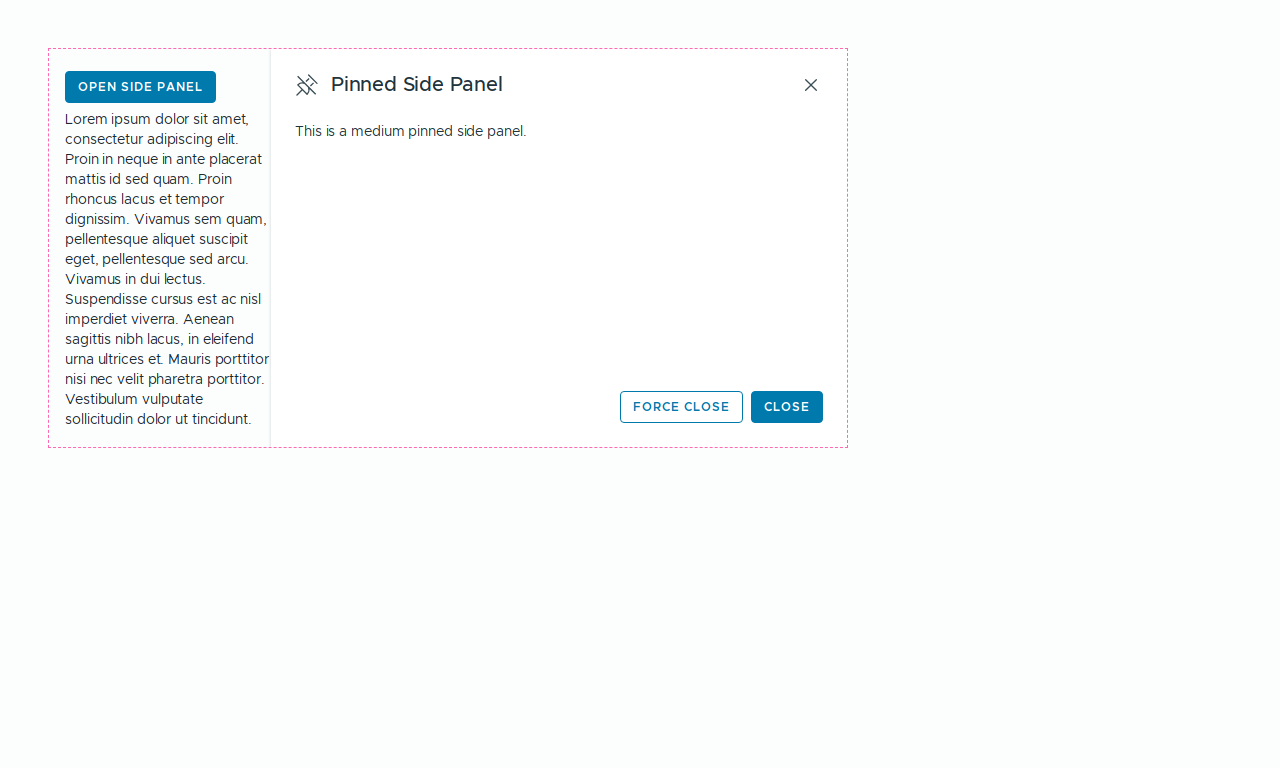 OPEN SIDE PANEL
Lorem ipsum dolor sit amet,
consectetur adipiscing elit.
Proin in neque in ante placerat
mattis id sed quam. Proin
rhoncus lacus et tempor
dignissim. Vivamus sem quam,
pellentesque aliquet suscipit
eget, pellentesque sed arcu.
Vivamus in dui lectus.
Suspendisse cursus est ac nisl
imperdiet viverra. Aenean
sagittis nibh lacus, in eleifend
urna ultrices et. Mauris porttitor
nisi nec velit pharetra porttitor.
Vestibulum vulputate
sollicitudin dolor ut tincidunt.
Pinned Side Panel
This is a medium pinned side panel.
FORCE CLOSE
CLOSE